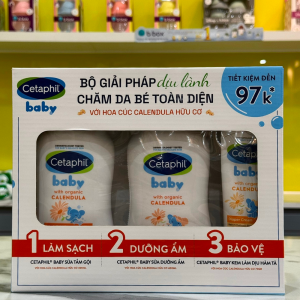 Cetaphil
baby
BỘ GIẢI PHÁP dịu lành
CHĂM DA BÉ TOÀN DIỆN
VỚI HOA CÚC CALENDULA HỮU CƠ
TIẾT KIỆM ĐẾN
97k*
Cetaphil
baby
with organic
CALENDULA
Cetaphil
baby
with organic
CALENDULA
1 LÀM SẠCH
CETAPHIL® BABY SỮA TẮM GỘI
2 DƯỠNG ẨM
CETAPHIL® BABY SỮA DƯỠNG ẨM
3 BẢO VỆ
CETAPHIL® BABY KEM LÀM DỊU HĂM TÃ